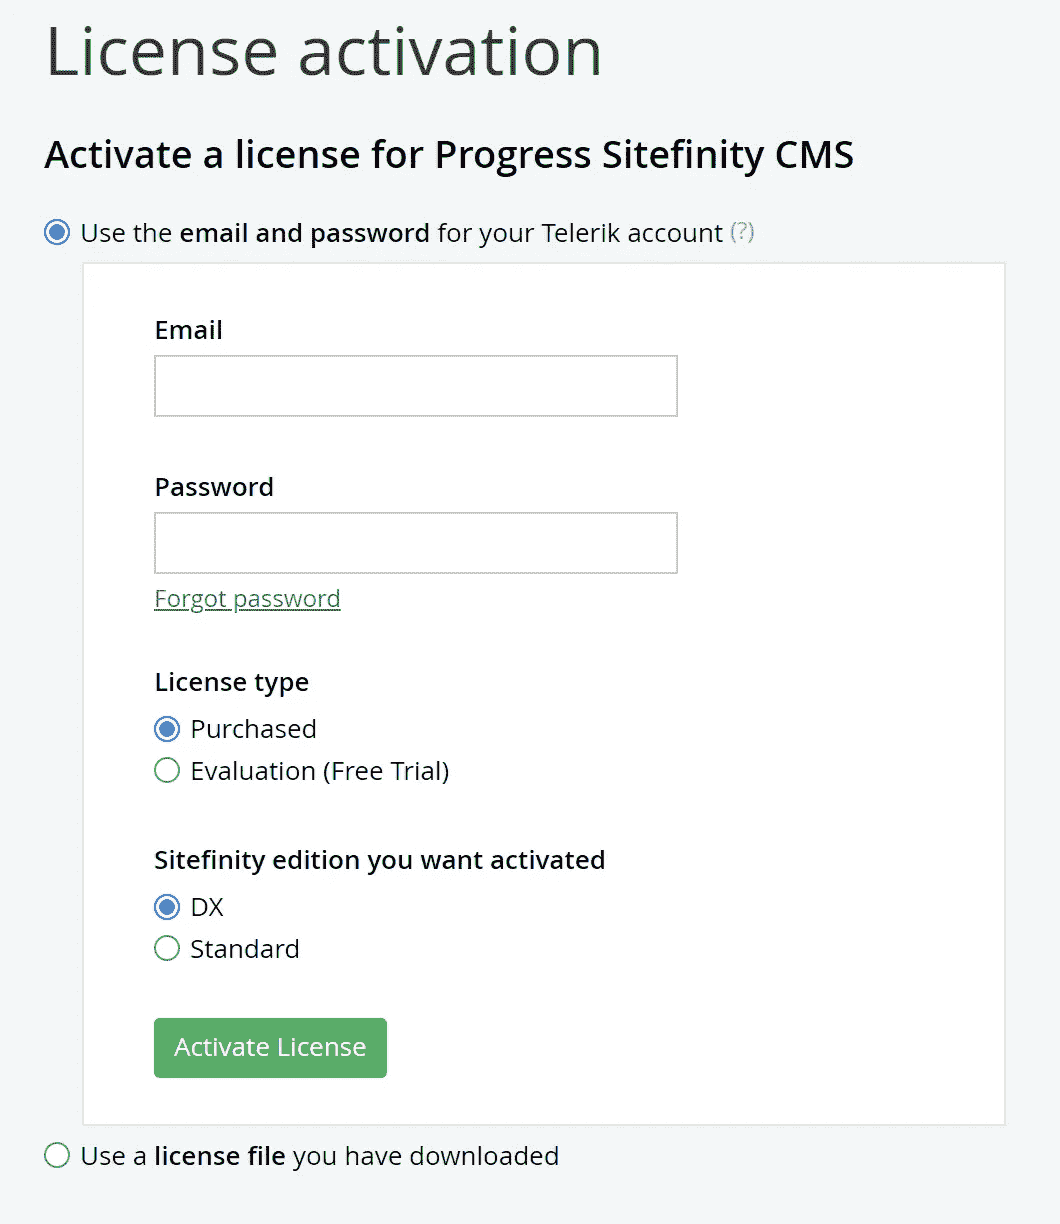 License activation
Activate a license for Progress Sitefinity CMS
Use the email and password for your Telerik account (?)
Email
Password
Forgot password
License type
Purchased
Evaluation (Free Trial)
Sitefinity edition you want activated
DX
Standard
Activate License
Use a license file you have downloaded